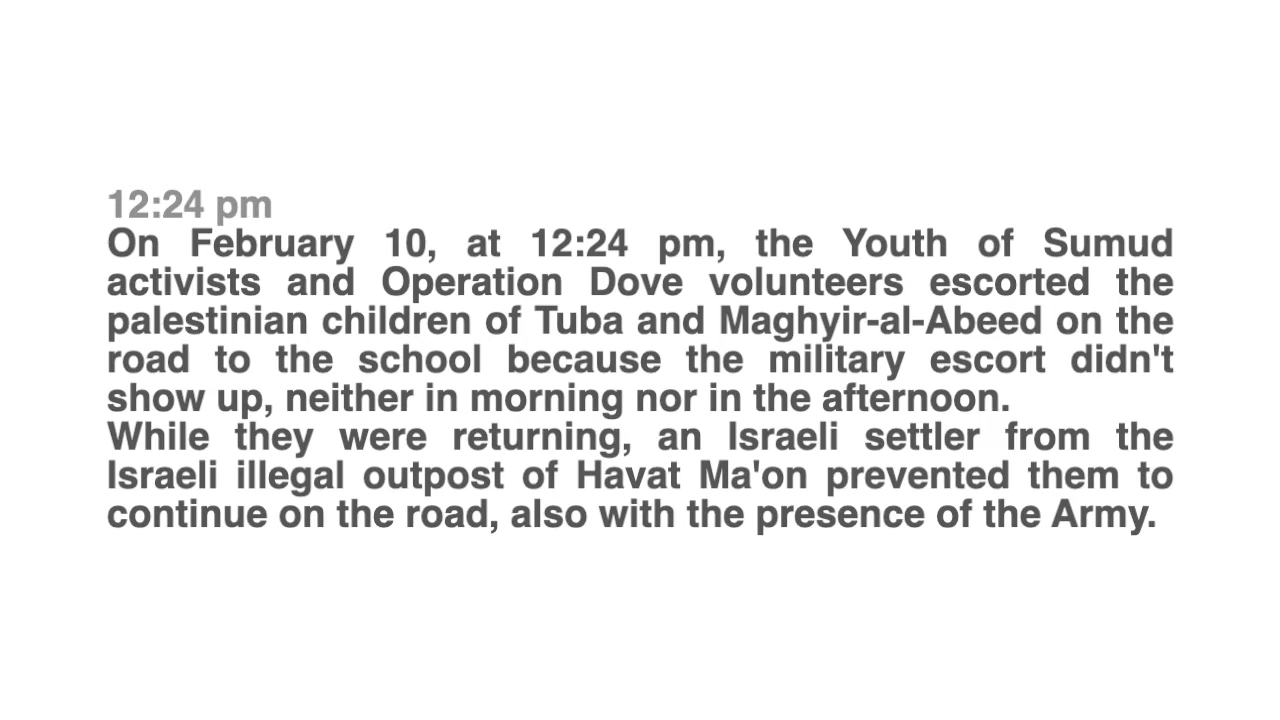 12:24 pm
On February 10, at 12:24 pm, the Youth of Sumud
activists and Operation Dove volunteers escorted the
palestinian children of Tuba and Maghyir-al-Abeed on the
road to the school because the military escort didn't
show up, neither in morning nor in the afternoon.
While they were returning, an Israeli settler from the
Israeli illegal outpost of Havat Ma'on prevented them to
continue on the road, also with the presence of the Army.